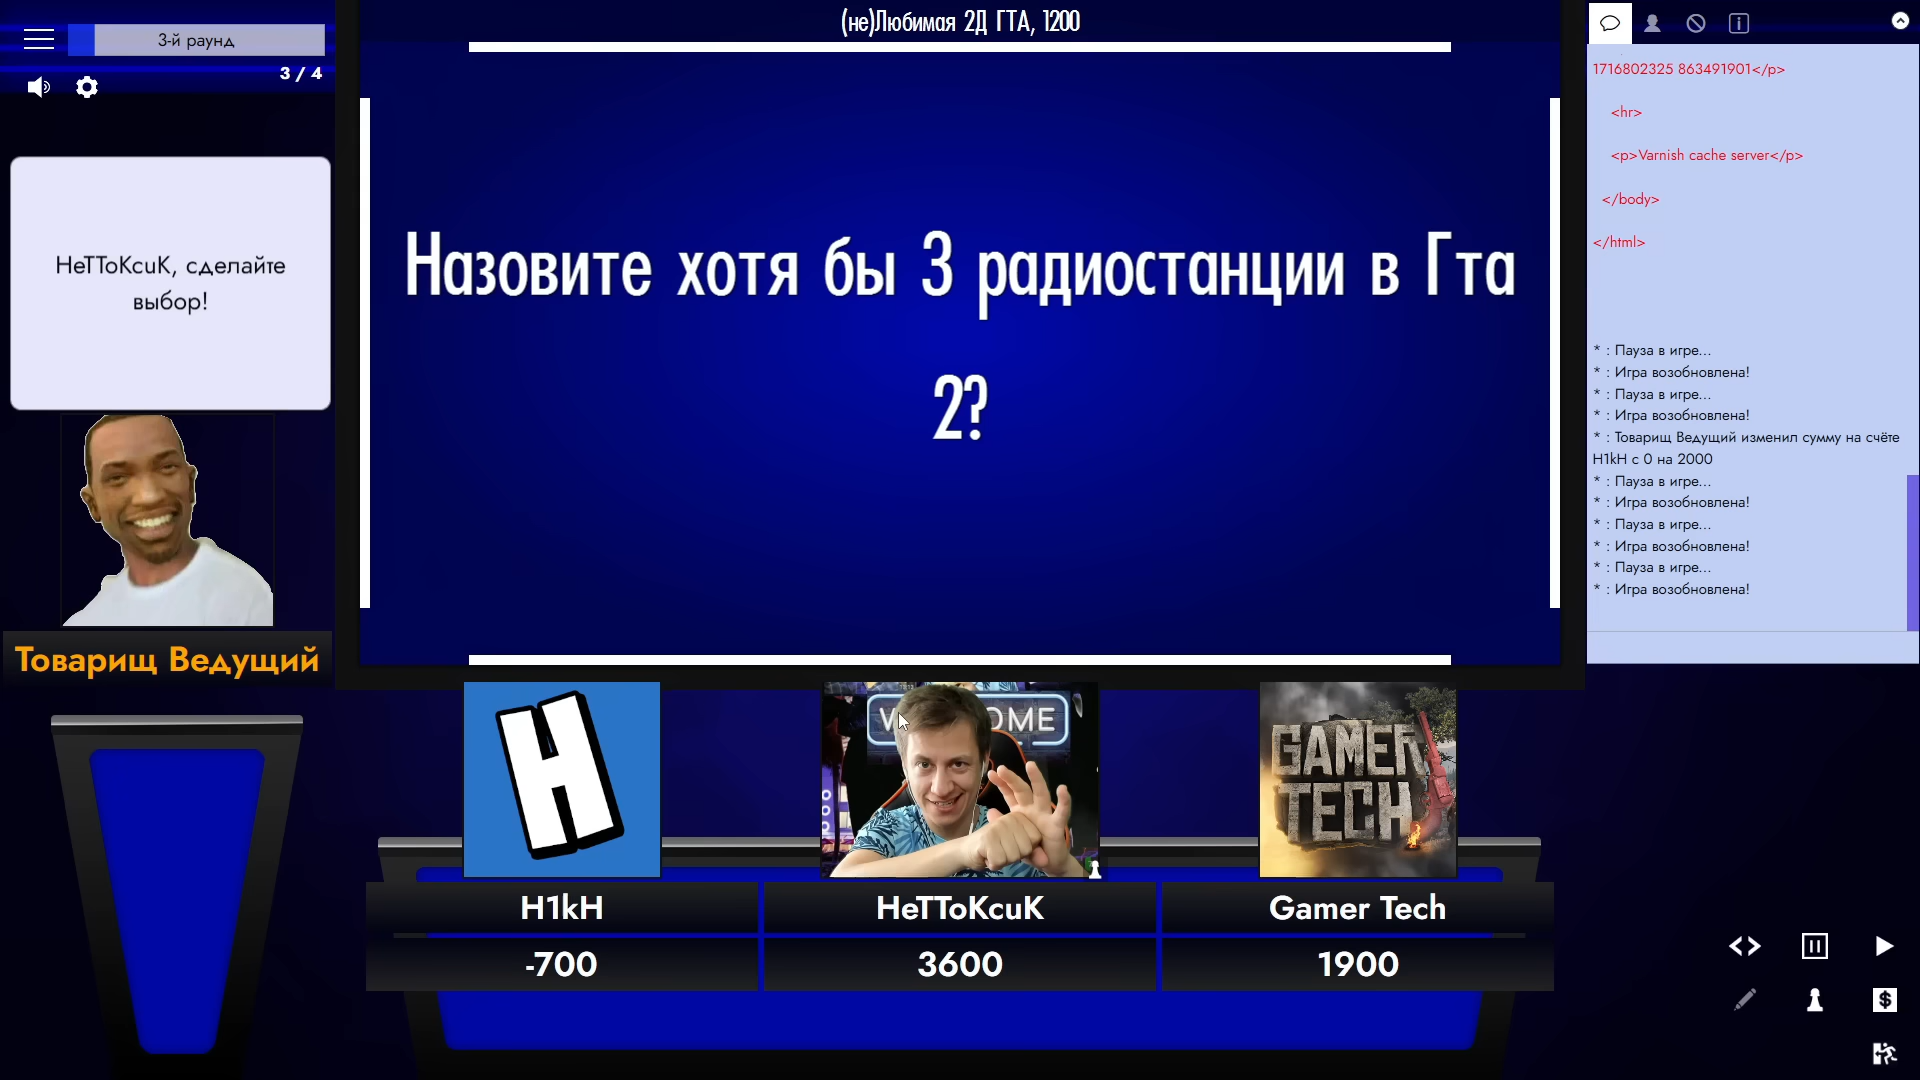 3-й раунд
3 / 4
НеТТоКсиК, сделайте
выбор!
Товарищ Ведущий
(не)Любимая 2Д ГТА, 1200
Назовите хотя бы 3 радиостанции в Гта
2?
H1kH
-700
WELCOME
НеТТоКсиК
3600
GAMER
TECH
Gamer Tech
1900
1716802325 863491901</p>
<hr>
<p>Varnish cache server</p>
</body>
</html>
* : Пауза в игре...
* : Игра возобновлена!
* : Пауза в игре...
* : Игра возобновлена!
* : Товарищ Ведущий изменил сумму на счёте
H1kH с 0 на 2000
* : Пауза в игре...
* : Игра возобновлена!
* : Пауза в игре...
* : Игра возобновлена!
* : Пауза в игре...
* : Игра возобновлена!